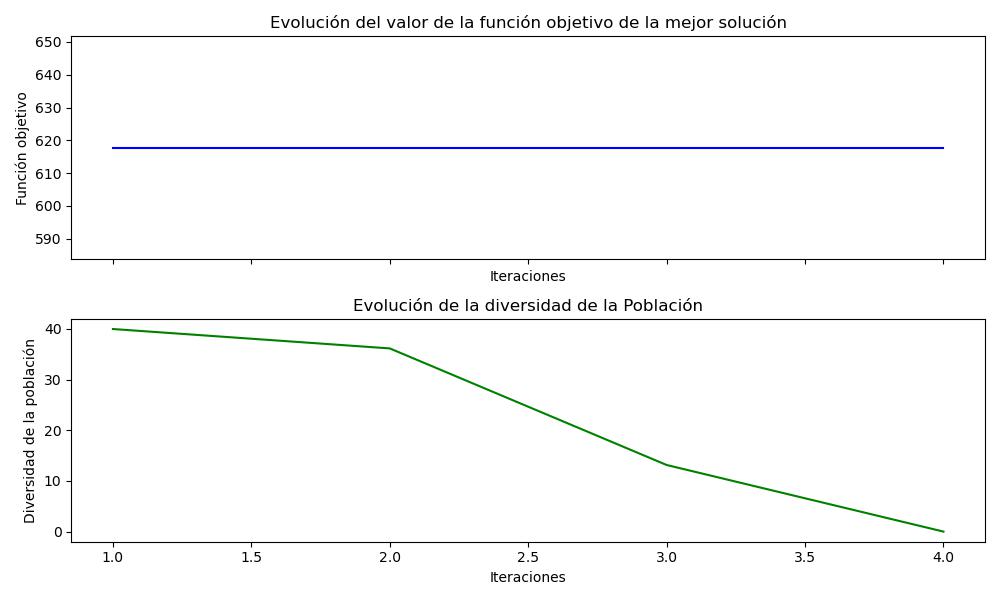 Evolución del valor de la función objetivo de la mejor solución
Función objetivo
650
640
630
620
610
600
590
Iteraciones
Evolución de la diversidad de la Población
Diversidad de la población
40
30
20
10
0
1.0 1.5 2.0 2.5 3.0 3.5 4.0
Iteraciones